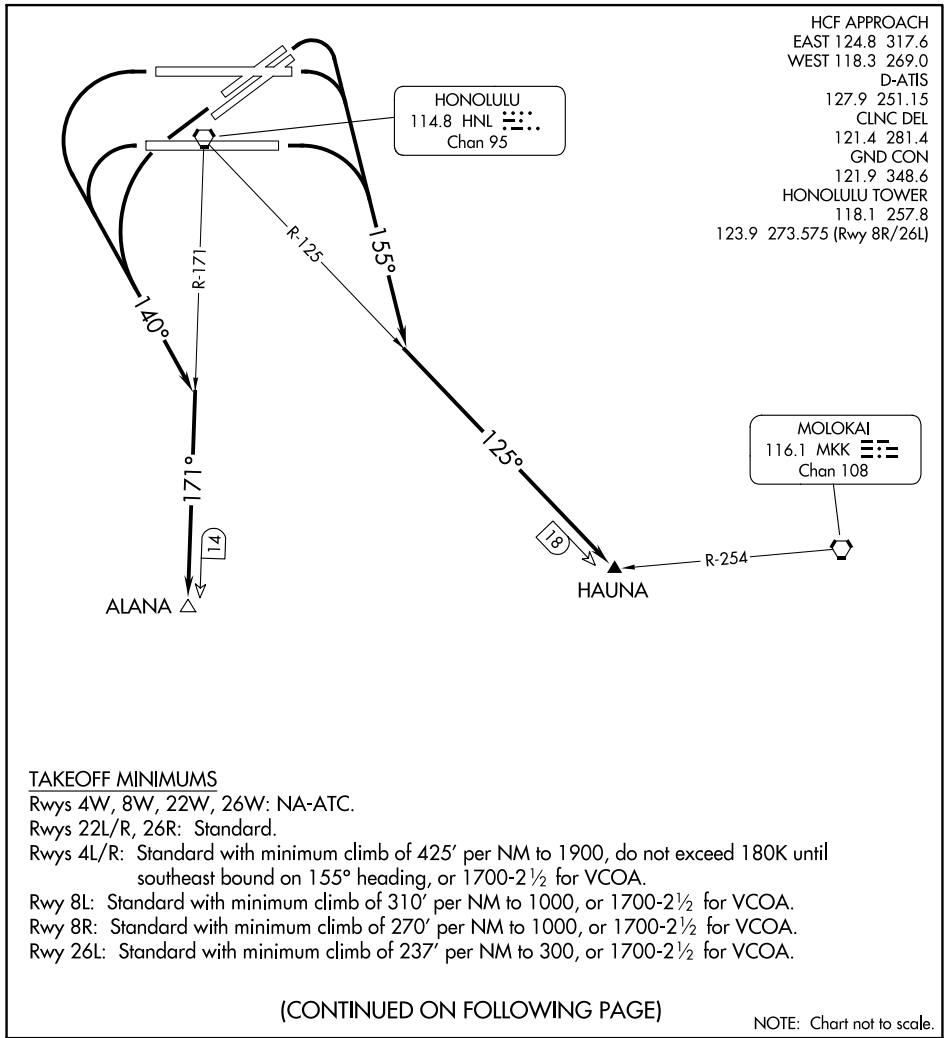 HCF APPROACH
EAST 124.8 317.6
WEST 118.3 269.0
D-ATIS
127.9 251.15
CLNC DEL
121.4 281.4
GND CON
121.9 348.6
HONOLULU TOWER
118.1 257.8
123.9 273.575 (Rwy 8R/26L)
HONOLULU
114.8 HNL
Chan 95
R-171
R-125
155°
140°
171°
125°
14
18
MOLOKAI
116.1 MKK
Chan 108
R-254
ALANA
HAUNA
TAKEOFF MINIMUMS
Rwys 4W, 8W, 22W, 26W: NA-ATC.
Rwys 22L/R, 26R: Standard.
Rwys 4L/R: Standard with minimum climb of 425' per NM to 1900, do not exceed 180K until
southeast bound on 155° heading, or 1700-2½ for VCOA.
Rwy 8L: Standard with minimum climb of 310' per NM to 1000, or 1700-2½ for VCOA.
Rwy 8R: Standard with minimum climb of 270' per NM to 1000, or 1700-2½ for VCOA.
Rwy 26L: Standard with minimum climb of 237' per NM to 300, or 1700-2½ for VCOA.
(CONTINUED ON FOLLOWING PAGE)
NOTE: Chart not to scale.